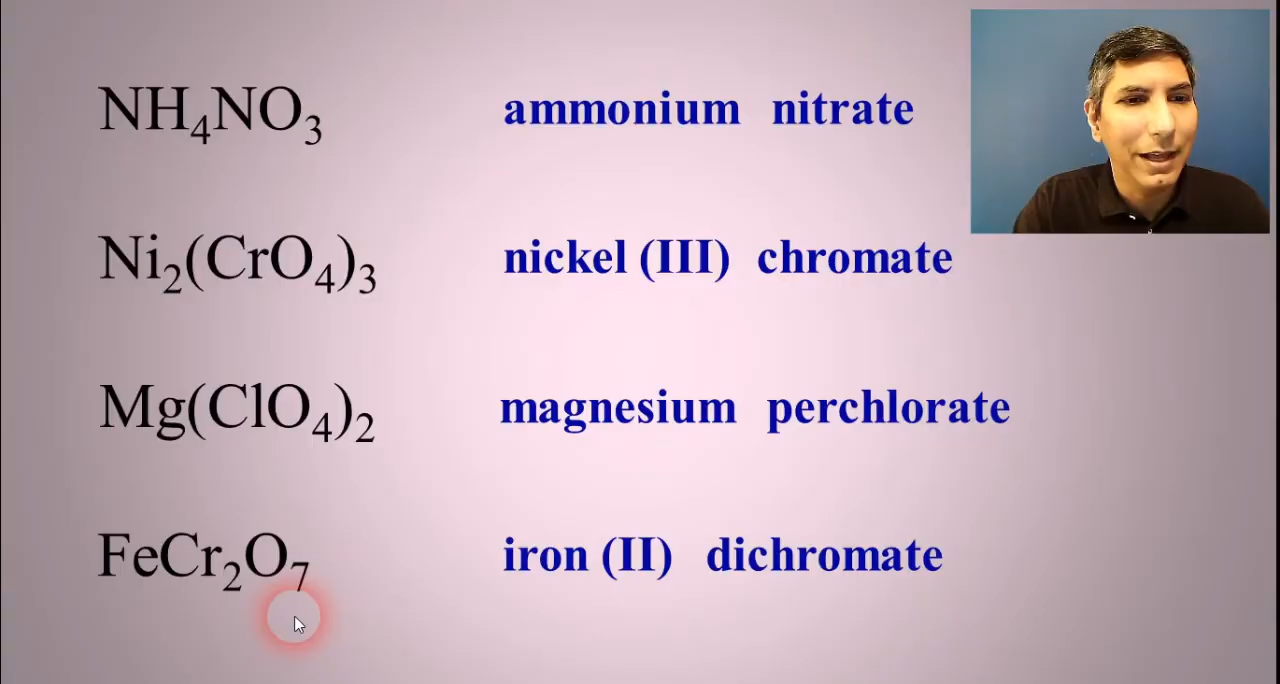 NH₄NO₃ ammonium nitrate
Ni₂(CrO₄)₃ nickel (III) chromate
Mg(ClO₄)₂ magnesium perchlorate
FeCr₂O₇ iron (II) dichromate